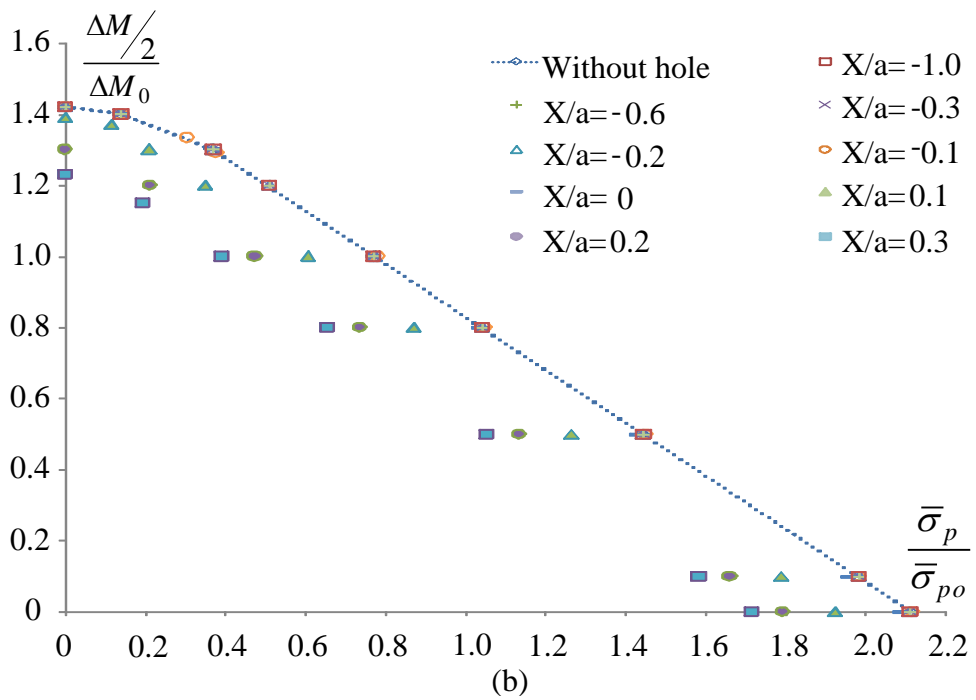 ΔM/2
ΔM0
1.6
1.4
1.2
1.0
0.8
0.6
0.4
0.2
0
Without hole
X/a= -1.0
X/a= -0.6
X/a= -0.3
X/a= -0.2
X/a= -0.1
X/a= 0
X/a= 0.1
X/a= 0.2
X/a= 0.3
σ̅p
σ̅po
0 0.2 0.4 0.6 0.8 1.0 1.2 1.4 1.6 1.8 2.0 2.2
(b)